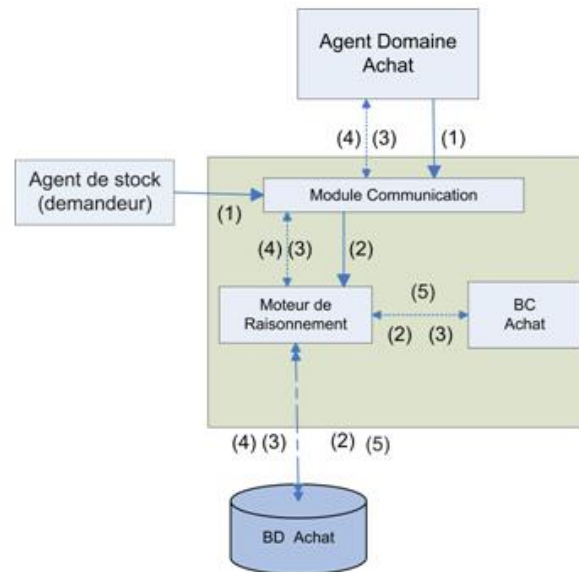 Agent Domaine
Achat
(4) (3) (1)
Agent de stock
(demandeur)
(1)
Module Communication
(4) (3) (2)
Moteur de
Raisonnement
(5)
(2) (3)
BC
Achat
(4) (3) (2) (5)
BD Achat